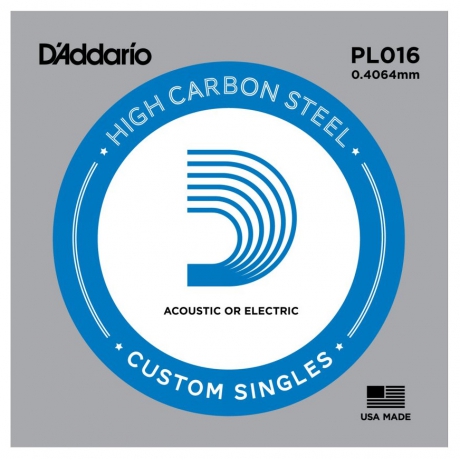 D'Addario
PL016
0.4064mm
HIGH CARBON STEEL
ACOUSTIC OR ELECTRIC
CUSTOM SINGLES
USA MADE